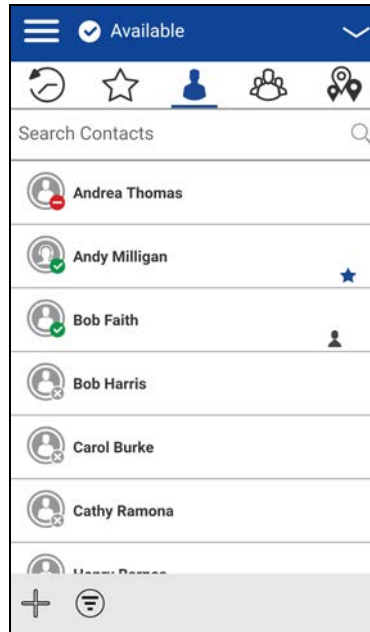 Available
Search Contacts
Andrea Thomas
Andy Milligan
Bob Faith
Bob Harris
Carol Burke
Cathy Ramona